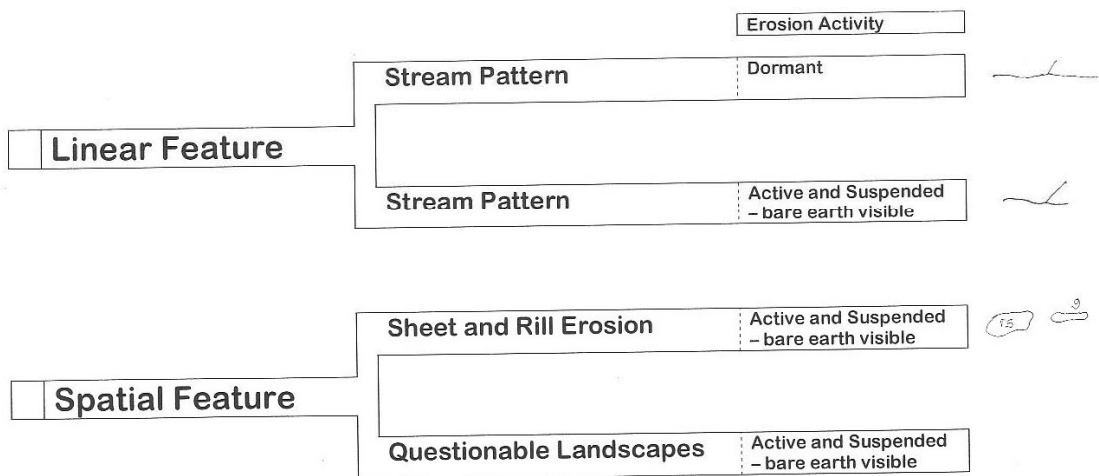 Erosion Activity
Stream Pattern
Dormant
Linear Feature
Stream Pattern
Active and Suspended
– bare earth visible
Sheet and Rill Erosion
Active and Suspended
– bare earth visible
Spatial Feature
Questionable Landscapes
Active and Suspended
– bare earth visible